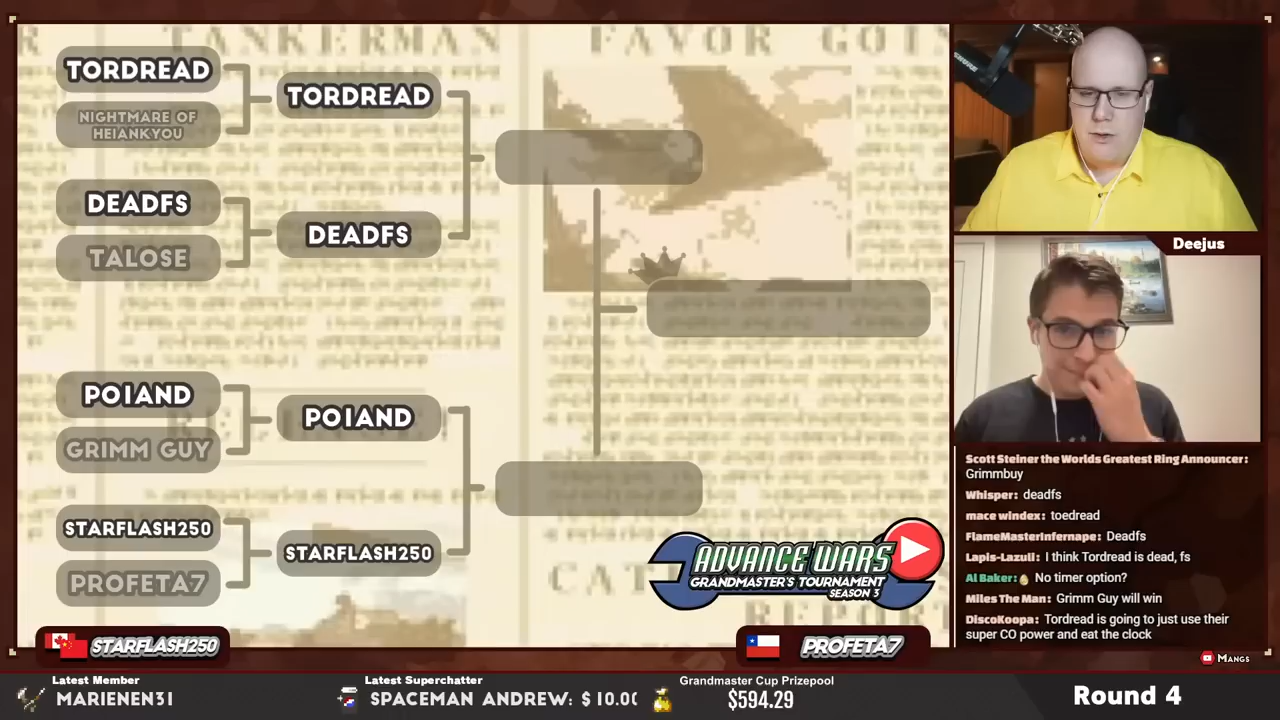 TANKERMAN
FAVOR
TORDREAD
NIGHTMARE OF
HEIANKYOU
TORDREAD
DEADFS
TALOSE
DEADFS
POIAND
GRIMM GUY
POIAND
STARFLASH250
PROFETA7
STARFLASH250
ADVANCE WARS
GRANDMASTER'S TOURNAMENT
SEASON 3
STARFLASH250
PROFETA7
SHURE
Deejus
Scott Steiner the Worlds Greatest Ring Announcer:
Grimmbuy
Whisper: deadfs
mace windex: toedread
FlameMasterInfernape: Deadfs
Lapis-Lazuli: I think Tordread is dead, fs
Al Baker: No timer option?
Miles The Man: Grimm Guy will win
DiscoKoopa: Tordread is going to just use their
super CO power and eat the clock
MANGS
Latest Member
MARIENEN31
Latest Superchatter
SPACEMAN ANDREW: $ 10.00
Grandmaster Cup Prizepool
$594.29
Round 4